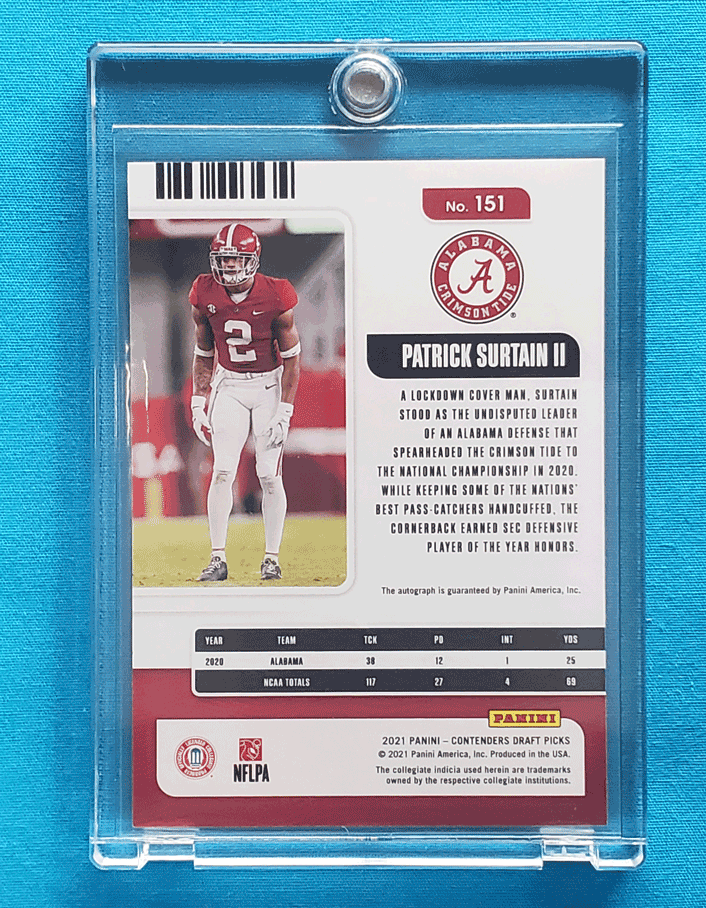 No. 151
ALABAMA
A
CRIMSON TIDE
®
PATRICK SURTAIN II
A LOCKDOWN COVER MAN, SURTAIN
STOOD AS THE UNDISPUTED LEADER
OF AN ALABAMA DEFENSE THAT
SPEARHEADED THE CRIMSON TIDE TO
THE NATIONAL CHAMPIONSHIP IN 2020.
WHILE KEEPING SOME OF THE NATIONS'
BEST PASS-CATCHERS HANDCUFFED, THE
CORNERBACK EARNED SEC DEFENSIVE
PLAYER OF THE YEAR HONORS.
2
The autograph is guaranteed by Panini America, Inc.
YEAR TEAM TCK PD INT YDS
2020 ALABAMA 38 12 1 25
NCAA TOTALS 117 27 4 69
PANINI
2021 PANINI – CONTENDERS DRAFT PICKS
© 2021 Panini America, Inc. Produced in the USA.
The collegiate indicia used herein are trademarks
owned by the respective collegiate institutions.
NFLPA